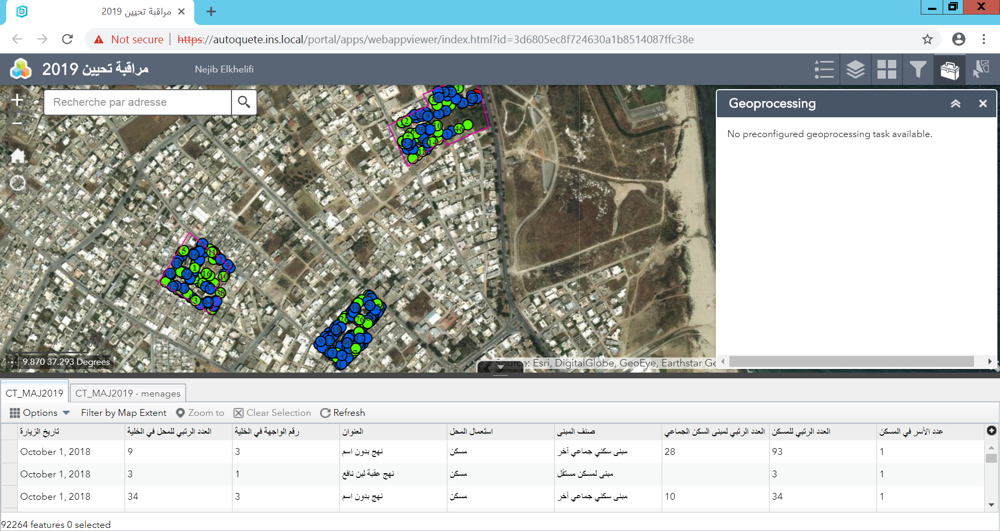 مراقبة تحيين 2019
Not secure
https://autoquete.ins.local/portal/apps/webappviewer/index.html?id=3d6805ec8f724630a1b8514087ffc38e
مراقبة تحيين 2019
Nejib Elkhelifi
Recherche par adresse
Geoprocessing
No preconfigured geoprocessing task available.
9.870 37.293 Degrees
Source: Esri, DigitalGlobe, GeoEye, Earthstar Ge
CT_MAJ2019
CT_MAJ2019 - menages
Options
Filter by Map Extent
Zoom to
Clear Selection
Refresh
تاريخ الزيارة
العدد الرتبي للمحل في الخلية
رقم الواجهة في الخلية
العنوان
استعمال المحل
صنف المبنى
العدد الرتبي لمبنى السكن الجماعي
العدد الرتبي للمسكن
عدد الأسر في المسكن
October 1, 2018 9 3 نهج بدون اسم مسكن مبنى سكني جماعي آخر 28 93 1
October 1, 2018 3 1 نهج عقبة لبن نافع مسكن مبنى لمسكن مستقل 3 1
October 1, 2018 34 3 نهج بدون اسم مسكن مبنى سكني جماعي آخر 10 34 1
92264 features 0 selected